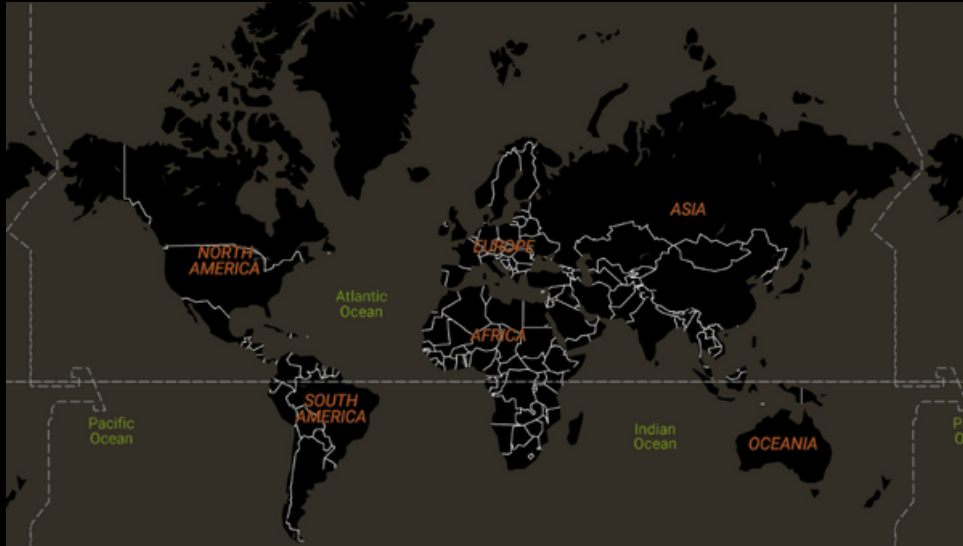 ASIA
EUROPE
NORTH
AMERICA
Atlantic
Ocean
AFRICA
SOUTH
AMERICA
Pacific
Ocean
Indian
Ocean
OCEANIA
P
O